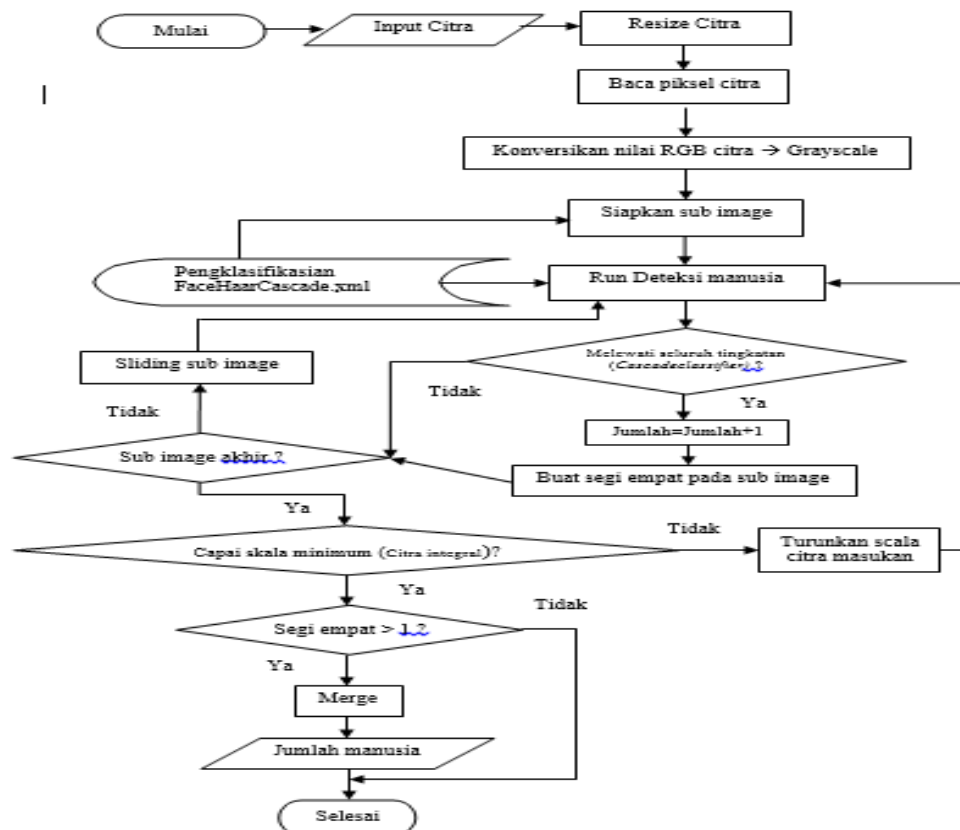 Mulai
Input Citra
Resize Citra
Baca piksel citra
Konversikan nilai RGB citra → Grayscale
Siapkan sub image
Pengklasifikasian
FaceHaarCascade.xml
Run Deteksi manusia
Melewati seluruh tingkatan
(Cascadeclassifier) ?
Sliding sub image
Tidak
Tidak
Ya
Jumlah=Jumlah+1
Sub image akhir ?
Buat segi empat pada sub image
Ya
Tidak
Capai skala minimum (Citra integral)?
Turunkan scala
citra masukan
Ya
Tidak
Segi empat > 1 ?
Ya
Merge
Jumlah manusia
Selesai